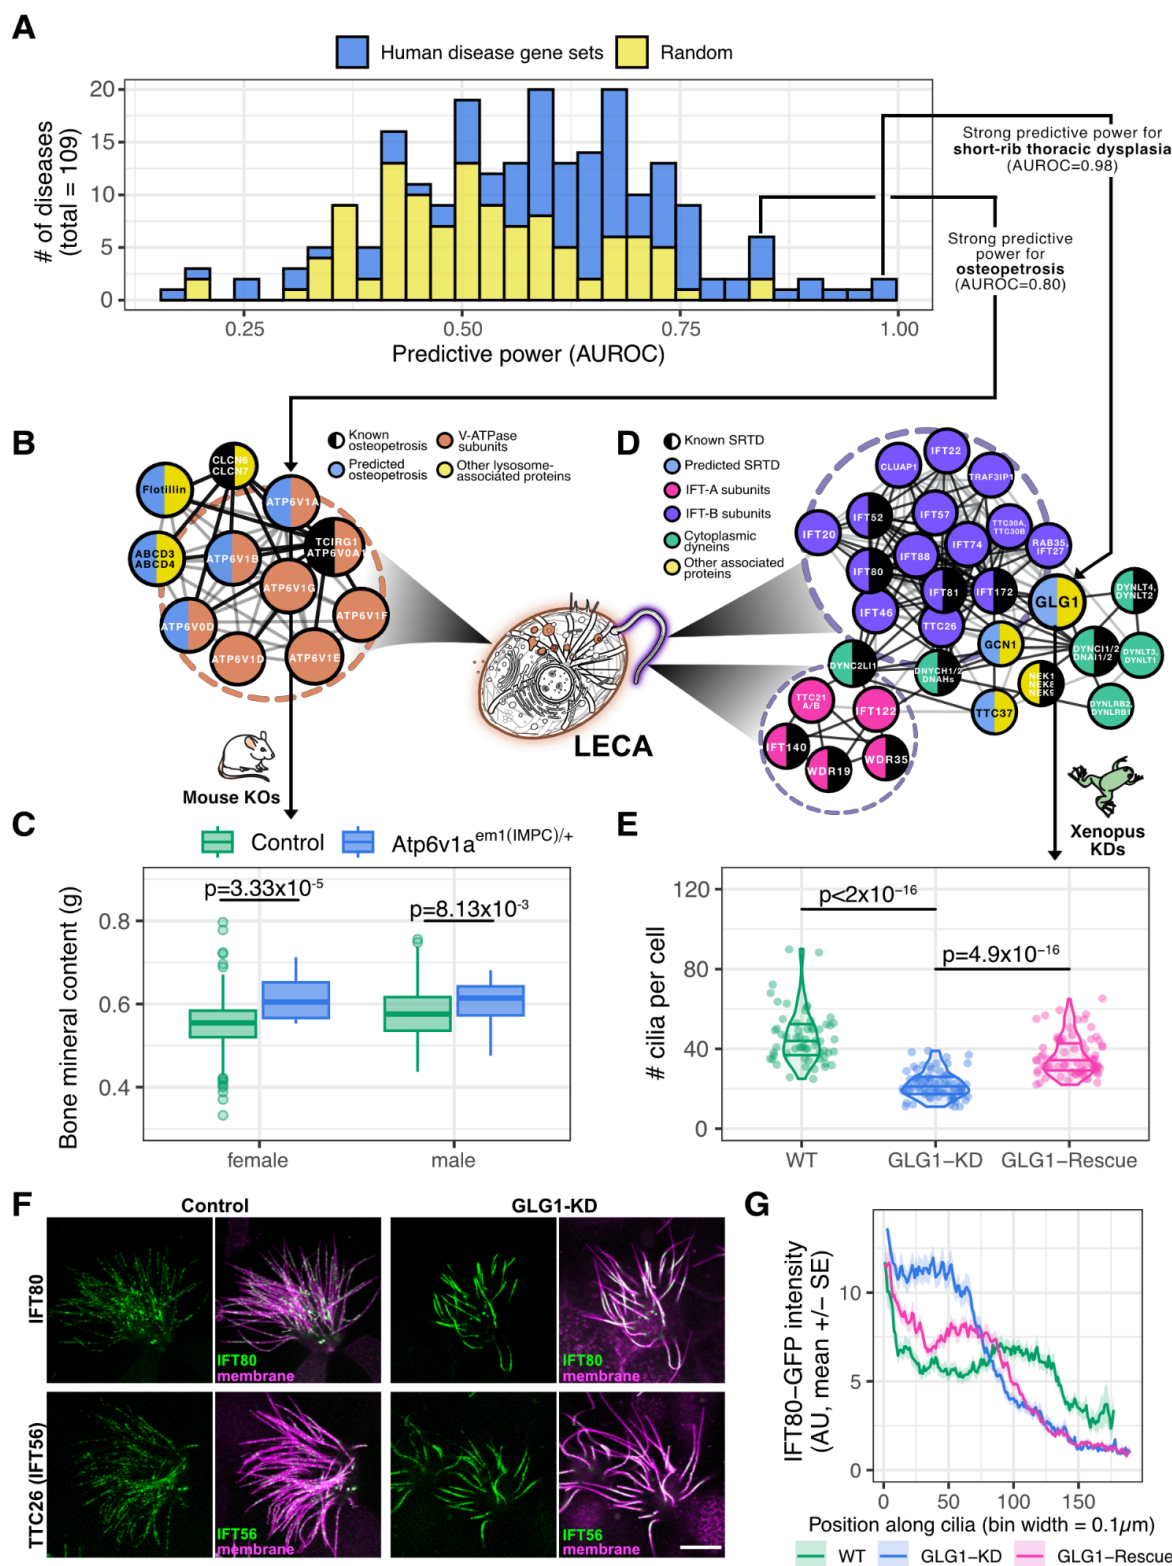 A
Human disease gene sets
Random
# of diseases
(total = 109)
20
15
10
5
0
0.25
0.50
0.75
1.00
Predictive power (AUROC)
Strong predictive power for
short-rib thoracic dysplasia
(AUROC=0.98)
Strong predictive
power for
osteopetrosis
(AUROC=0.80)
B
Known
osteopetrosis
V-ATPase
subunits
Predicted
osteopetrosis
Other lysosome-
associated proteins
CLCN6
CLCN7
Flotillin
ATP6V1A
TCIRG1
ATP6V0A1
ABCD3
ABCD4
ATP6V1B
ATP6V1G
ATP6V1F
ATP6V0D
ATP6V1D
ATP6V1E
LECA
Mouse KOs
D
Known SRTD
Predicted SRTD
IFT-A subunits
IFT-B subunits
Cytoplasmic
dyneins
Other associated
proteins
IFT22
CLUAP1
TRAF3IP1
IFT52
IFT57
TTC30A,
TTC30B
IFT20
IFT74
RAB35,
IFT27
IFT88
IFT80
IFT81
IFT172
GLG1
DYNLT4,
DYNLT2
IFT46
TTC26
GCN1
DYNCI1/2
DNAI1/2
DYNLT3,
DYNLT1
DYNC2LI1
DNYCH1/2
DNAHs
NEK1
NEK8
NEK9
TTC21
A/B
IFT122
TTC37
DYNLRB2,
DYNLRB1
IFT140
WDR19
WDR35
Xenopus
KDs
C
Control
Atp6v1a^em1(IMPC)/+
Bone mineral content (g)
0.8
0.6
0.4
p=3.33x10^-5
p=8.13x10^-3
female
male
E
# cilia per cell
120
80
40
0
p<2x10^−16
p=4.9x10^−16
WT
GLG1−KD
GLG1−Rescue
F
Control
GLG1-KD
IFT80
IFT80
membrane
IFT80
membrane
TTC26 (IFT56)
IFT56
membrane
IFT56
membrane
G
IFT80−GFP intensity
(AU, mean +/− SE)
10
5
0
0
50
100
150
Position along cilia (bin width = 0.1µm)
WT
GLG1−KD
GLG1−Rescue